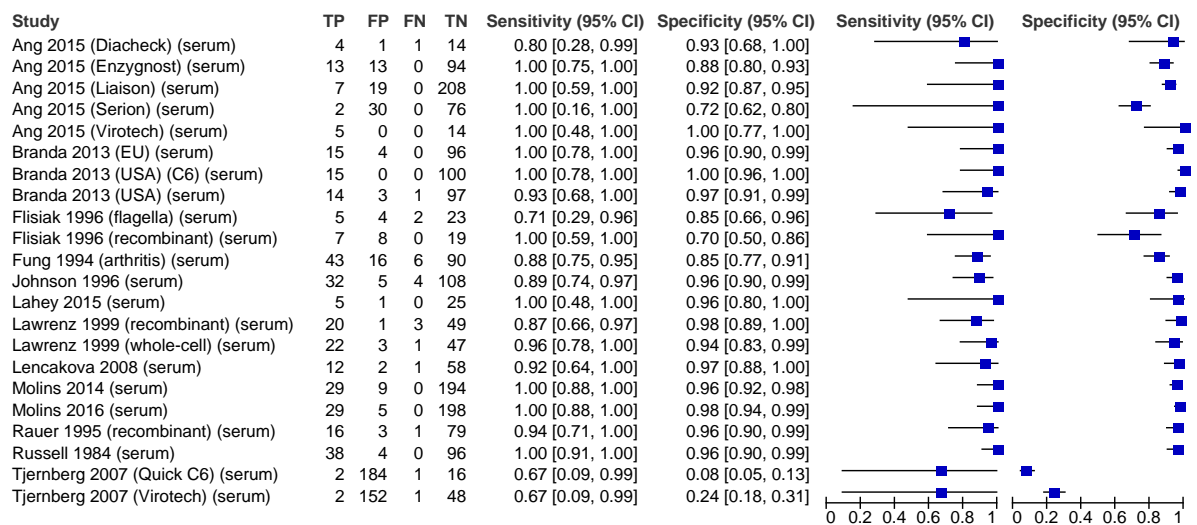 Study TP FP FN TN Sensitivity (95% CI) Specificity (95% CI) Sensitivity (95% CI) Specificity (95% CI)
Ang 2015 (Diacheck) (serum) 4 1 1 14 0.80 [0.28, 0.99] 0.93 [0.68, 1.00]
Ang 2015 (Enzygnost) (serum) 13 13 0 94 1.00 [0.75, 1.00] 0.88 [0.80, 0.93]
Ang 2015 (Liaison) (serum) 7 19 0 208 1.00 [0.59, 1.00] 0.92 [0.87, 0.95]
Ang 2015 (Serion) (serum) 2 30 0 76 1.00 [0.16, 1.00] 0.72 [0.62, 0.80]
Ang 2015 (Virotech) (serum) 5 0 0 14 1.00 [0.48, 1.00] 1.00 [0.77, 1.00]
Branda 2013 (EU) (serum) 15 4 0 96 1.00 [0.78, 1.00] 0.96 [0.90, 0.99]
Branda 2013 (USA) (C6) (serum) 15 0 0 100 1.00 [0.78, 1.00] 1.00 [0.96, 1.00]
Branda 2013 (USA) (serum) 14 3 1 97 0.93 [0.68, 1.00] 0.97 [0.91, 0.99]
Flisiak 1996 (flagella) (serum) 5 4 2 23 0.71 [0.29, 0.96] 0.85 [0.66, 0.96]
Flisiak 1996 (recombinant) (serum) 7 8 0 19 1.00 [0.59, 1.00] 0.70 [0.50, 0.86]
Fung 1994 (arthritis) (serum) 43 16 6 90 0.88 [0.75, 0.95] 0.85 [0.77, 0.91]
Johnson 1996 (serum) 32 5 4 108 0.89 [0.74, 0.97] 0.96 [0.90, 0.99]
Lahey 2015 (serum) 5 1 0 25 1.00 [0.48, 1.00] 0.96 [0.80, 1.00]
Lawrenz 1999 (recombinant) (serum) 20 1 3 49 0.87 [0.66, 0.97] 0.98 [0.89, 1.00]
Lawrenz 1999 (whole-cell) (serum) 22 3 1 47 0.96 [0.78, 1.00] 0.94 [0.83, 0.99]
Lencakova 2008 (serum) 12 2 1 58 0.92 [0.64, 1.00] 0.97 [0.88, 1.00]
Molins 2014 (serum) 29 9 0 194 1.00 [0.88, 1.00] 0.96 [0.92, 0.98]
Molins 2016 (serum) 29 5 0 198 1.00 [0.88, 1.00] 0.98 [0.94, 0.99]
Rauer 1995 (recombinant) (serum) 16 3 1 79 0.94 [0.71, 1.00] 0.96 [0.90, 0.99]
Russell 1984 (serum) 38 4 0 96 1.00 [0.91, 1.00] 0.96 [0.90, 0.99]
Tjernberg 2007 (Quick C6) (serum) 2 184 1 16 0.67 [0.09, 0.99] 0.08 [0.05, 0.13]
Tjernberg 2007 (Virotech) (serum) 2 152 1 48 0.67 [0.09, 0.99] 0.24 [0.18, 0.31]
0 0.2 0.4 0.6 0.8 1 0 0.2 0.4 0.6 0.8 1